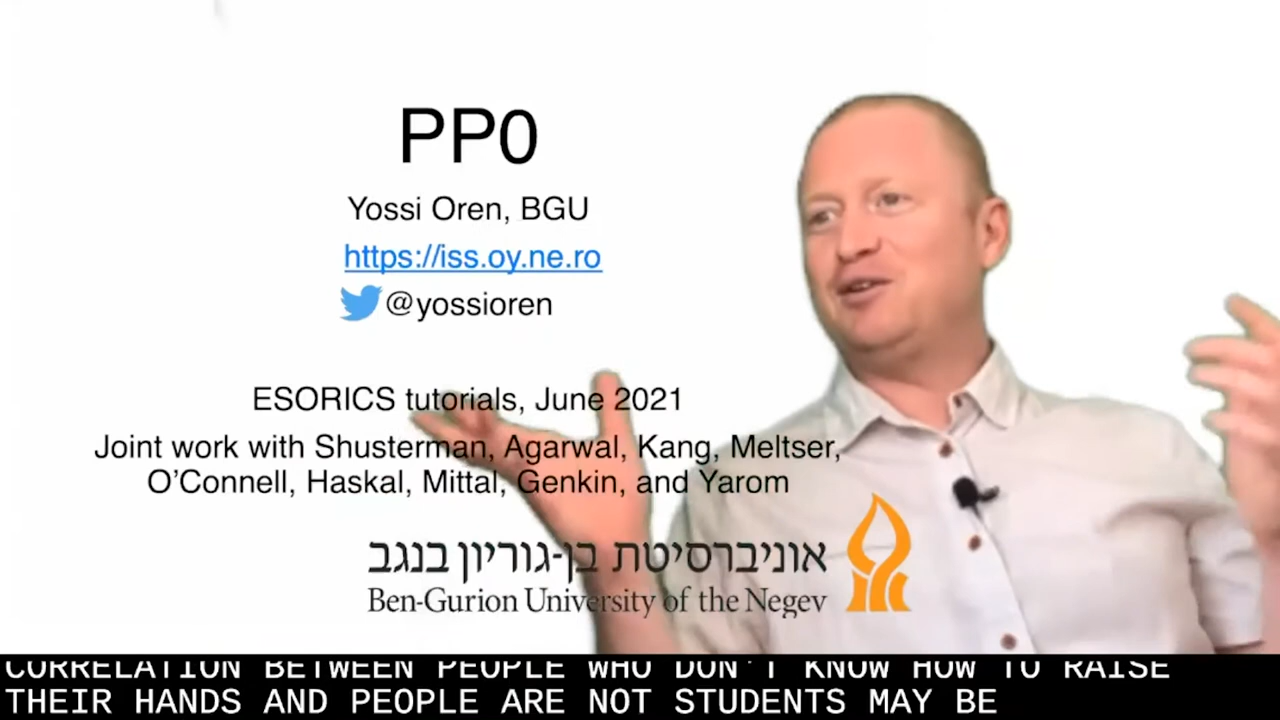 PP0
Yossi Oren, BGU
https://iss.oy.ne.ro
@yossioren
ESORICS tutorials, June 2021
Joint work with Shusterman, Agarwal, Kang, Meltser,
O'Connell, Haskal, Mittal, Genkin, and Yarom
אוניברסיטת בן-גוריון בנגב
Ben-Gurion University of the Negev
CORRELATION BETWEEN PEOPLE WHO DON'T KNOW HOW TO RAISE
THEIR HANDS AND PEOPLE ARE NOT STUDENTS MAY BE